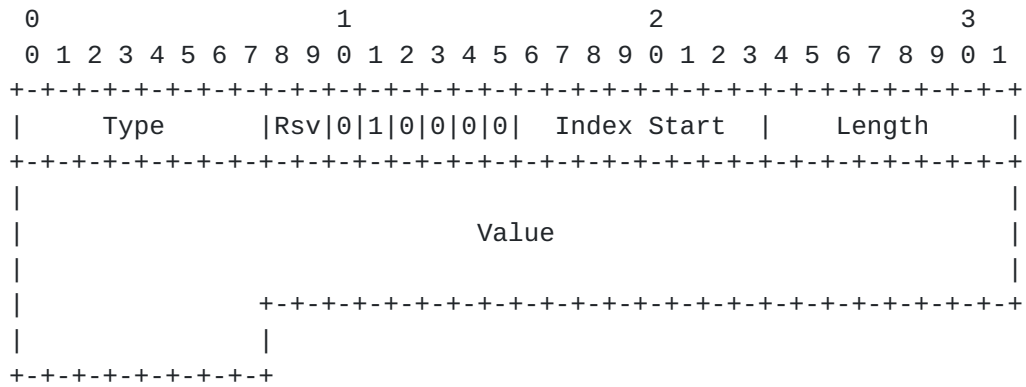 0                   1                   2                   3
 0 1 2 3 4 5 6 7 8 9 0 1 2 3 4 5 6 7 8 9 0 1 2 3 4 5 6 7 8 9 0 1
+-+-+-+-+-+-+-+-+-+-+-+-+-+-+-+-+-+-+-+-+-+-+-+-+-+-+-+-+-+-+-+-+
|     Type      |Rsv|0|1|0|0|0|0|  Index Start  |    Length     |
+-+-+-+-+-+-+-+-+-+-+-+-+-+-+-+-+-+-+-+-+-+-+-+-+-+-+-+-+-+-+-+-+
|                                                               |
|                             Value                             |
|                                                               |
|               +-+-+-+-+-+-+-+-+-+-+-+-+-+-+-+-+-+-+-+-+-+-+-+-+
|               |
+-+-+-+-+-+-+-+-+